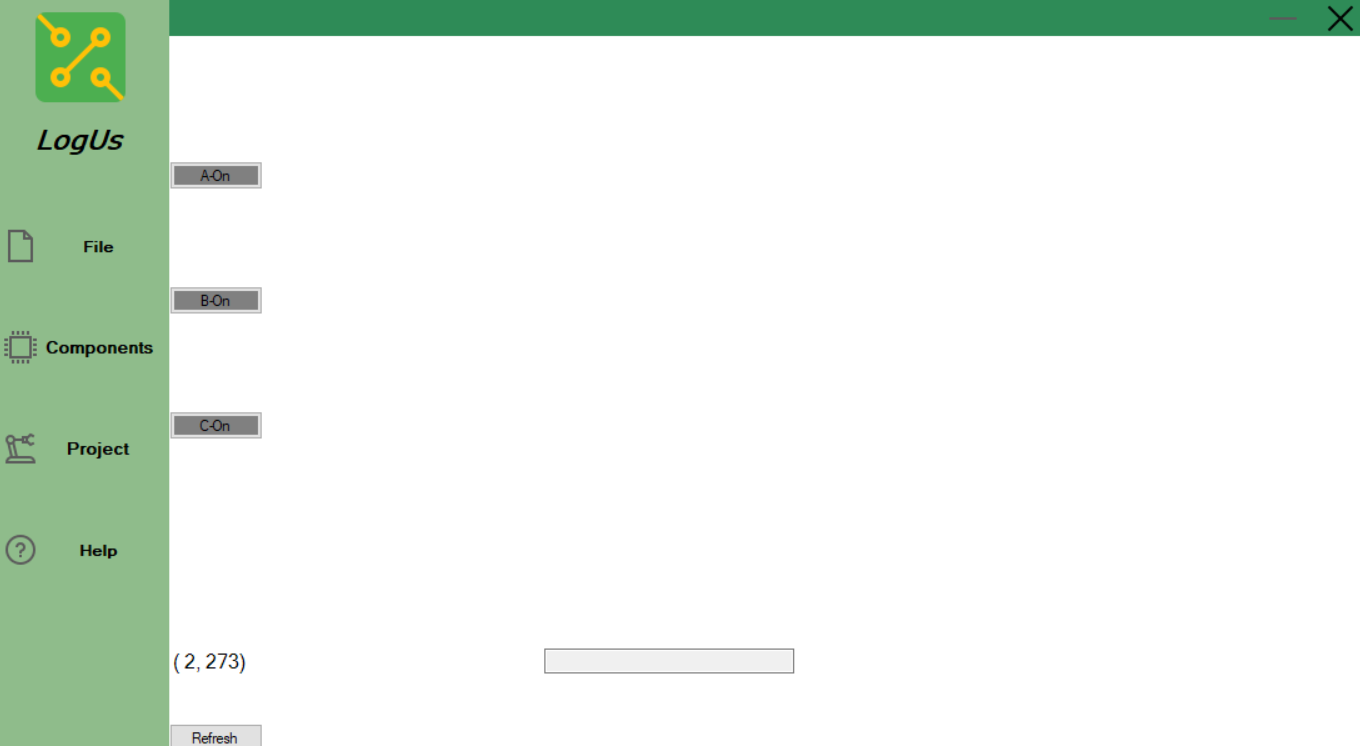 LogUs
A-On
File
B-On
Components
C-On
Project
Help
( 2, 273)
Refresh